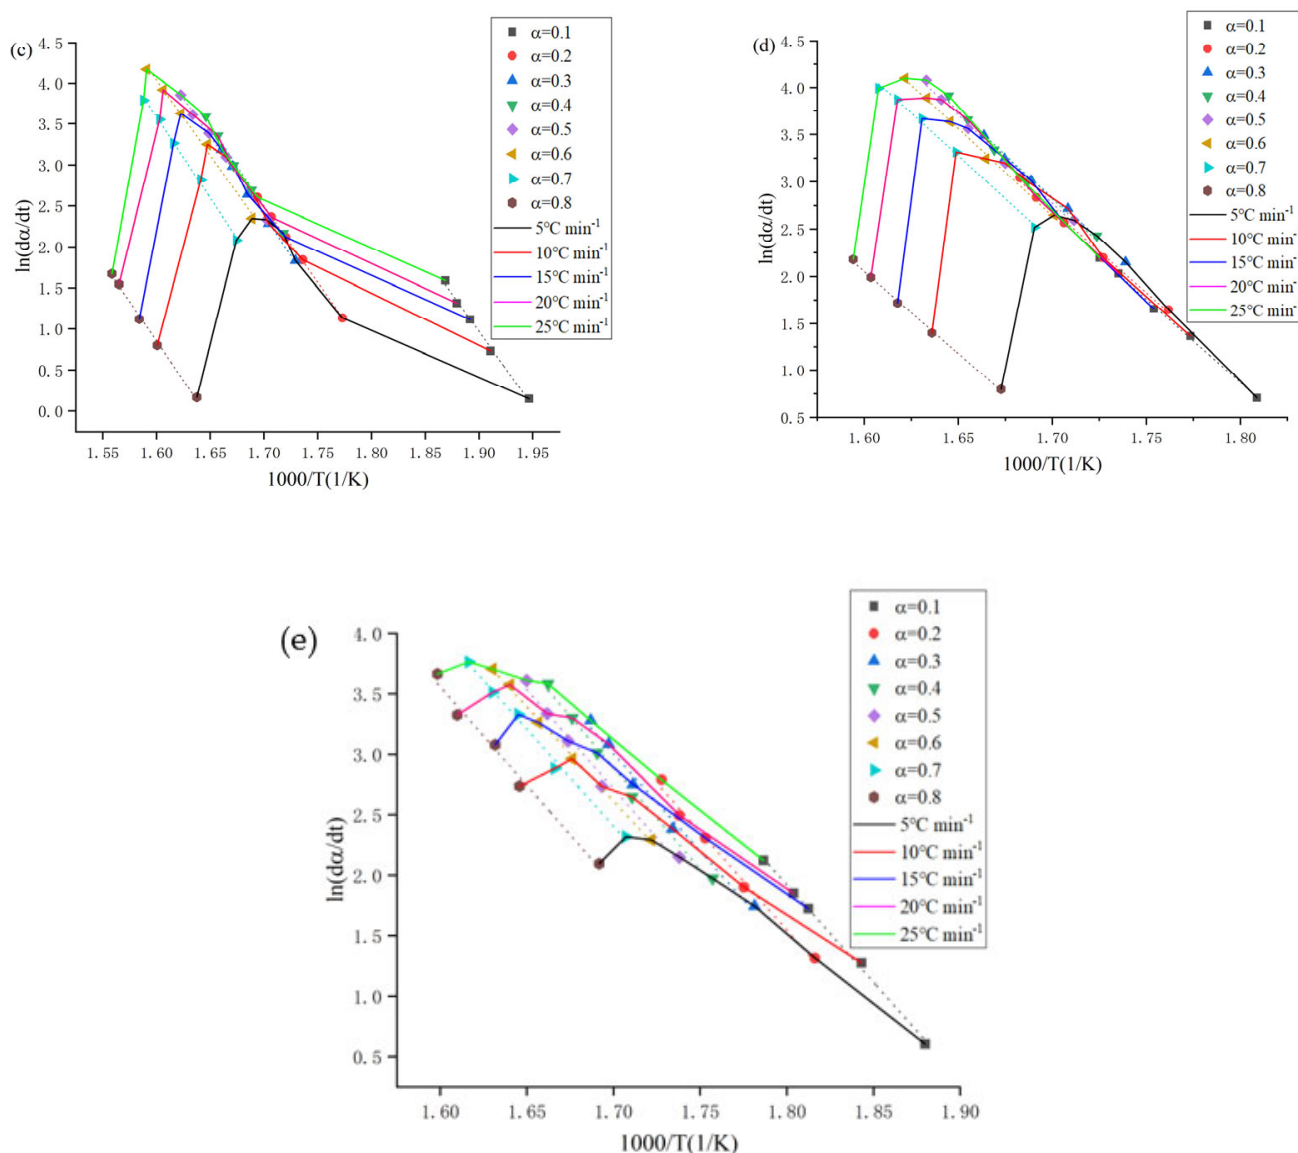 (c)
ln(dα/dt)
4.5
4.0
3.5
3.0
2.5
2.0
1.5
1.0
0.5
0.0
1.55 1.60 1.65 1.70 1.75 1.80 1.85 1.90 1.95
1000/T(1/K)
α=0.1
α=0.2
α=0.3
α=0.4
α=0.5
α=0.6
α=0.7
α=0.8
5℃ min⁻¹
10℃ min⁻¹
15℃ min⁻¹
20℃ min⁻¹
25℃ min⁻¹
(d)
ln(dα/dt)
4.5
4.0
3.5
3.0
2.5
2.0
1.5
1.0
0.5
1.60 1.65 1.70 1.75 1.80
1000/T(1/K)
α=0.1
α=0.2
α=0.3
α=0.4
α=0.5
α=0.6
α=0.7
α=0.8
5℃ min⁻¹
10℃ min⁻
15℃ min⁻
20℃ min⁻
25℃ min⁻
(e)
ln(dα/dt)
4.0
3.5
3.0
2.5
2.0
1.5
1.0
0.5
1.60 1.65 1.70 1.75 1.80 1.85 1.90
1000/T(1/K)
α=0.1
α=0.2
α=0.3
α=0.4
α=0.5
α=0.6
α=0.7
α=0.8
5℃ min⁻¹
10℃ min⁻¹
15℃ min⁻¹
20℃ min⁻¹
25℃ min⁻¹